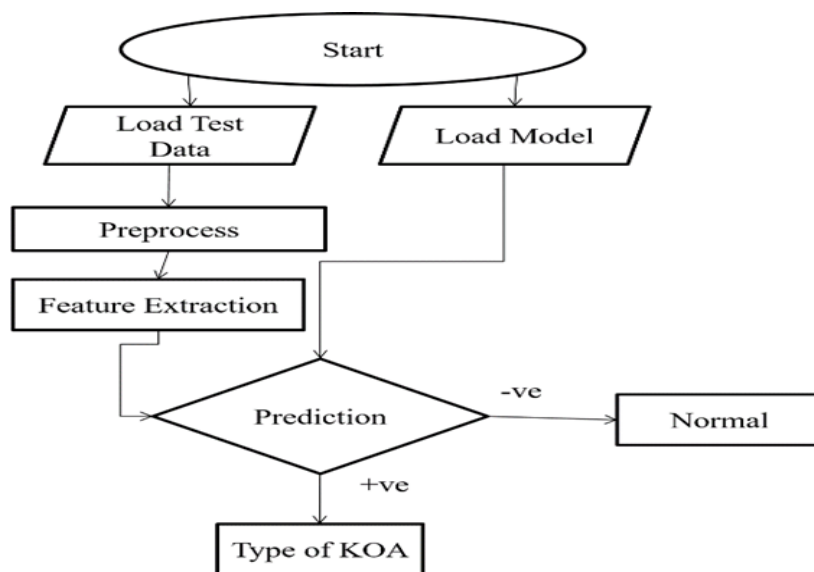 Start
Load Test
Data
Load Model
Preprocess
Feature Extraction
Prediction
-ve
Normal
+ve
Type of KOA